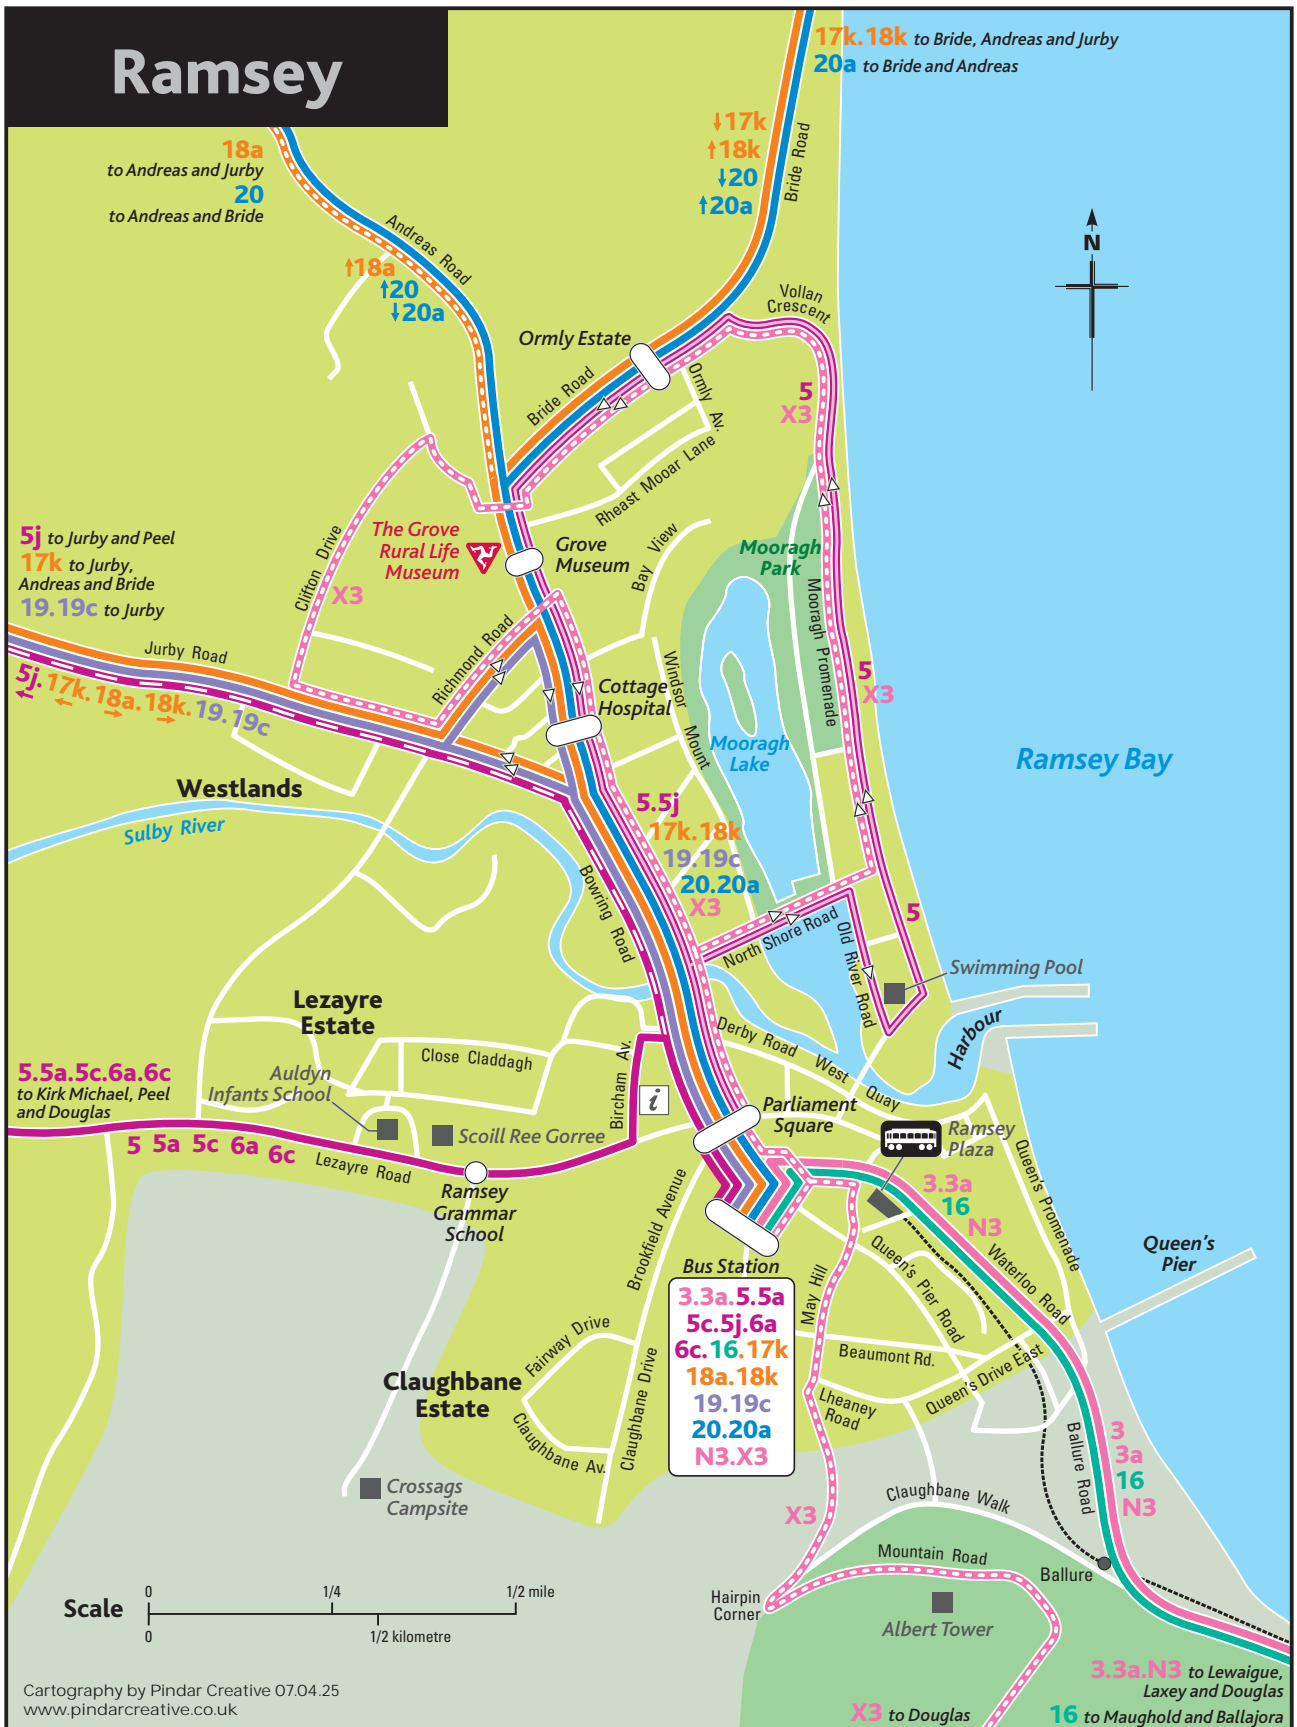 Ramsey
17k.18k to Bride, Andreas and Jurby
20a to Bride and Andreas
18a
to Andreas and Jurby
20
to Andreas and Bride
↓17k
↑18k
↓20
↑20a
Bride Road
Andreas Road
↑18a
↑20
↓20a
N
Vollan
Crescent
Ormly Estate
Bride Road
Ormly Av.
5
X3
Rheast Mooar Lane
The Grove
Rural Life
Museum
Grove
Museum
Bay View
Mooragh
Park
Mooragh Promenade
Clifton Drive
X3
5j to Jurby and Peel
17k to Jurby,
Andreas and Bride
19.19c to Jurby
Jurby Road
5j.17k.18a.18k.19.19c
← ← → →
Richmond Road
Cottage
Hospital
Windsor Mount
5
X3
Mooragh
Lake
Ramsey Bay
Westlands
Sulby River
5.5j
17k.18k
19.19c
20.20a
X3
Bowring Road
North Shore Road
Old River Road
5
Swimming Pool
Harbour
Lezayre
Estate
Close Claddagh
Bircham Av.
Derby Road
West Quay
5.5a.5c.6a.6c
to Kirk Michael, Peel
and Douglas
Auldyn
Infants School
i
Parliament
Square
Scoill Ree Gorree
Ramsey
Plaza
5 5a 5c 6a 6c
Lezayre Road
Ramsey
Grammar
School
Brookfield Avenue
3.3a
16
N3
Queen's Promenade
Queen's
Pier
Bus Station
3.3a.5.5a
5c.5j.6a
6c.16.17k
18a.18k
19.19c
20.20a
N3.X3
May Hill
Queen's Pier Road
Waterloo Road
Beaumont Rd.
Queen's Drive East
Fairway Drive
Claughbane
Estate
Claughbane Drive
Claughbane Av.
Lheaney
Road
Ballure Road
3
3a
16
N3
Crossags
Campsite
X3
Claughbane Walk
Mountain Road
Ballure
Hairpin
Corner
Albert Tower
Scale
0 1/4 1/2 mile
0 1/2 kilometre
3.3a.N3 to Lewaigue,
Laxey and Douglas
X3 to Douglas
16 to Maughold and Ballajora
Cartography by Pindar Creative 07.04.25
www.pindarcreative.co.uk